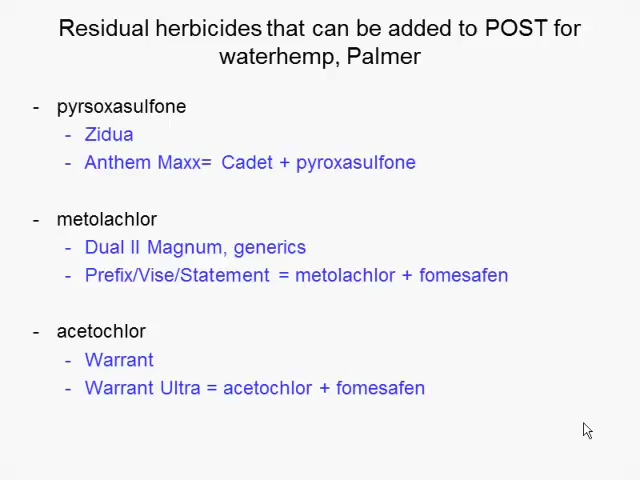 Residual herbicides that can be added to POST for
waterhemp, Palmer
- pyrsoxasulfone
- Zidua
- Anthem Maxx= Cadet + pyroxasulfone
- metolachlor
- Dual II Magnum, generics
- Prefix/Vise/Statement = metolachlor + fomesafen
- acetochlor
- Warrant
- Warrant Ultra = acetochlor + fomesafen